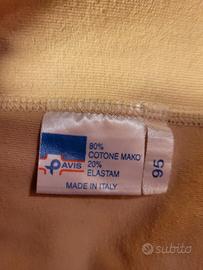 PAVIS
80%
COTONE MAKO
20%
ELASTAM
MADE IN ITALY
95
subito